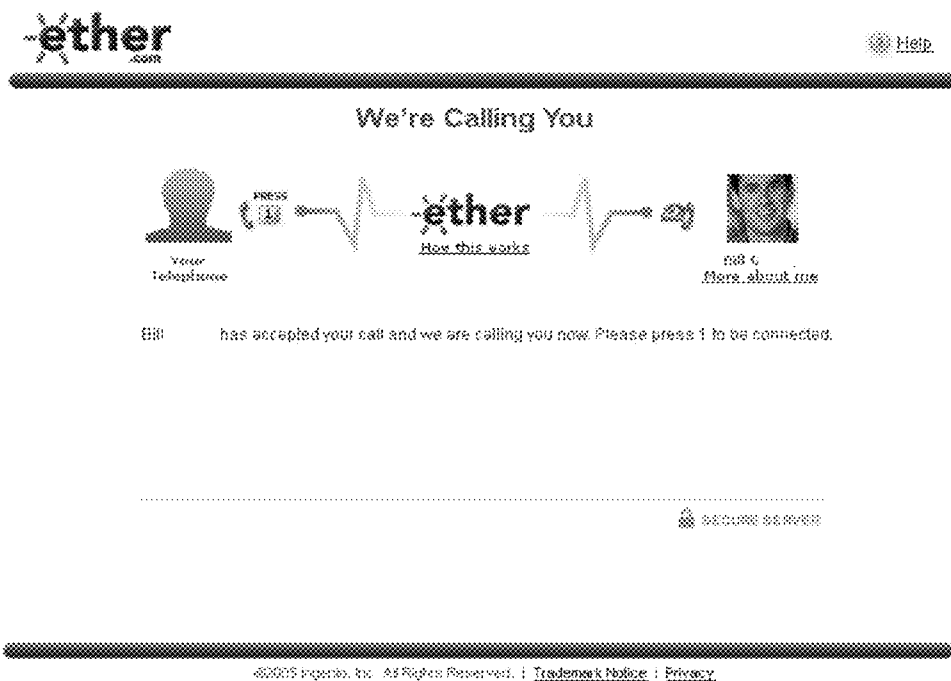 ether
.com
Help
We're Calling You
PRESS
1
ether
How this works
Your
Telephone
Bill G
More about me
Bill has accepted your call and we are calling you now. Please press 1 to be connected.
SECURE SERVER
©2005 Ingenio, Inc. All Rights Reserved. | Trademark Notice | Privacy